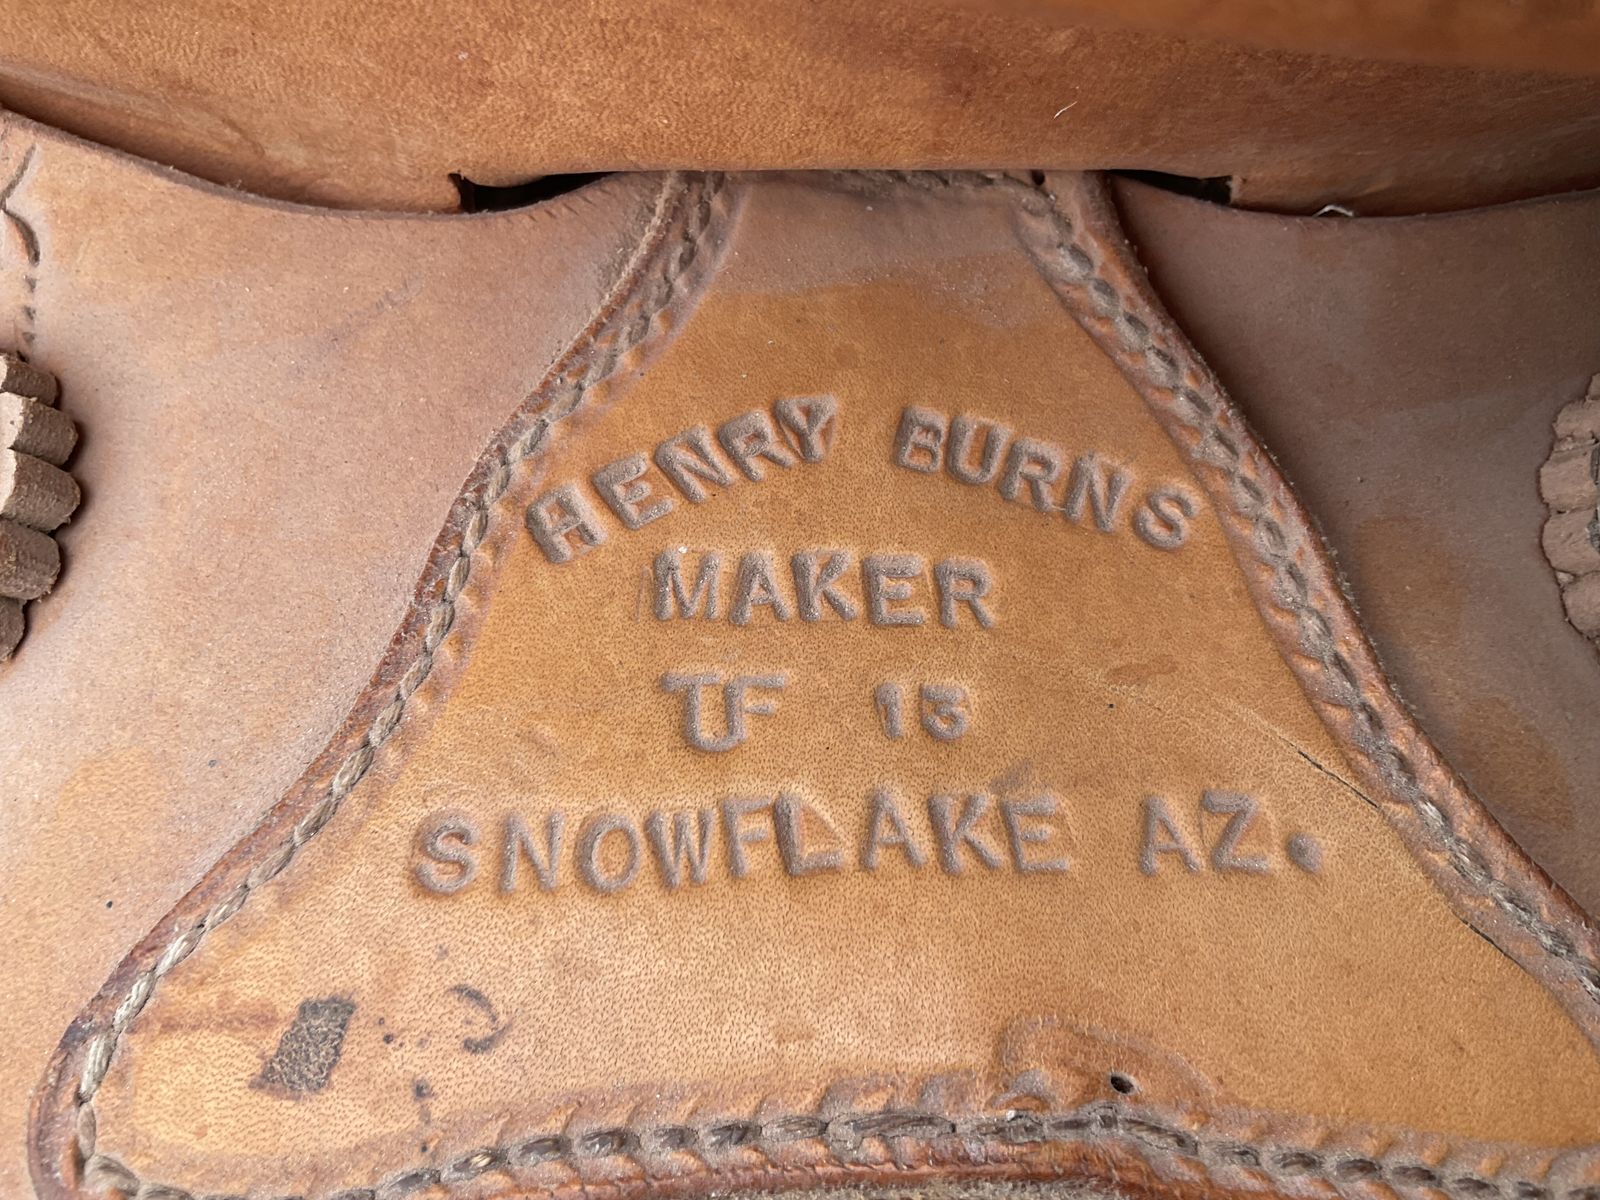 HENRY BURNS
MAKER
TF 13
SNOWFLAKE AZ.